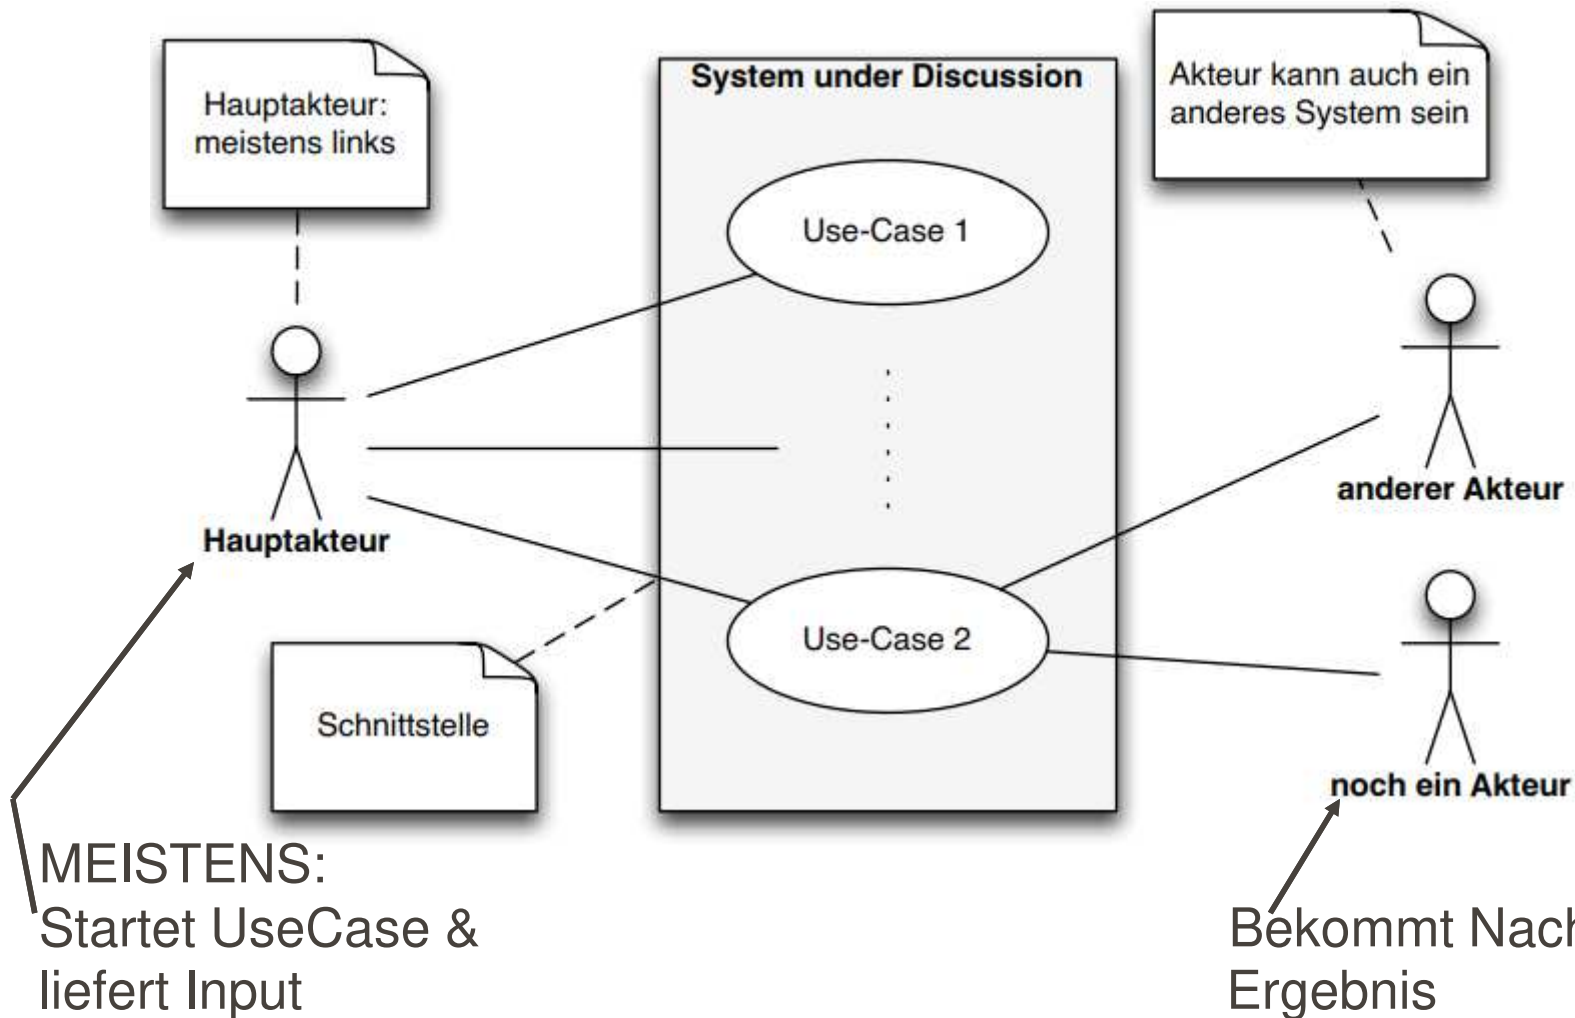 Hauptakteur:
meistens links
System under Discussion
Akteur kann auch ein
anderes System sein
Use-Case 1
Hauptakteur
anderer Akteur
Use-Case 2
Schnittstelle
noch ein Akteur
MEISTENS:
Startet UseCase &
liefert Input
Bekommt
Ergebnis